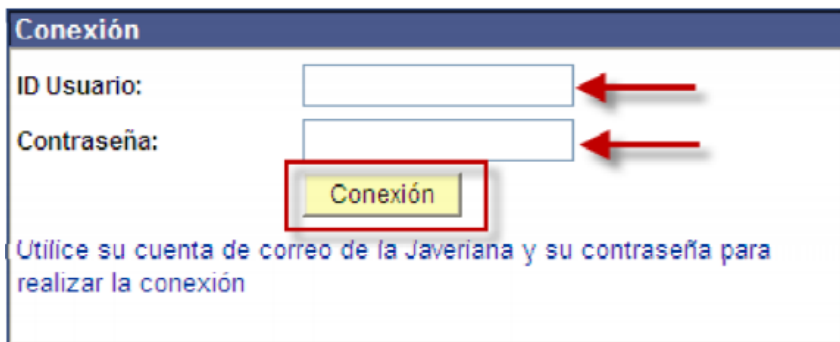 Conexión
ID Usuario:
Contraseña:
Conexión
Utilice su cuenta de correo de la Javeriana y su contraseña para
realizar la conexión